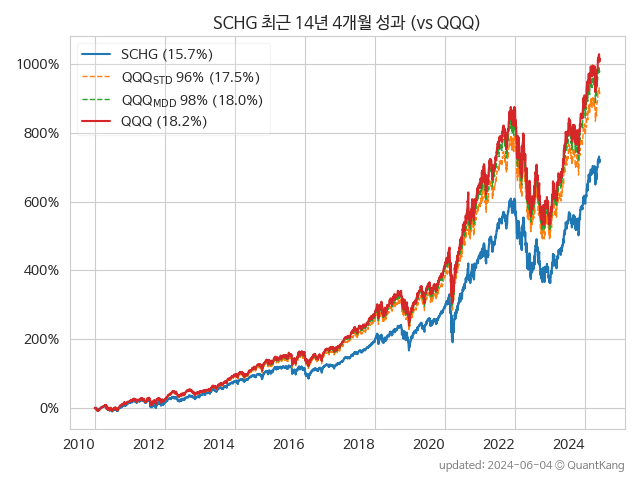 SCHG 최근 14년 4개월 성과 (vs QQQ)
SCHG (15.7%)
QQQSTD 96% (17.5%)
QQQMDD 98% (18.0%)
QQQ (18.2%)
1000%
800%
600%
400%
200%
0%
2010 2012 2014 2016 2018 2020 2022 2024
updated: 2024-06-04 © QuantKang